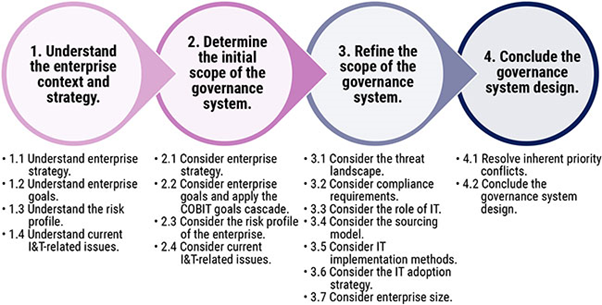 1. Understand
the enterprise
context and
strategy.
• 1.1 Understand enterprise
strategy.
• 1.2 Understand enterprise
goals.
• 1.3 Understand the risk
profile.
• 1.4 Understand current
I&T-related issues.
2. Determine
the initial
scope of the
governance
system.
• 2.1 Consider enterprise
strategy.
• 2.2 Consider enterprise
goals and apply the
COBIT goals cascade.
• 2.3 Consider the risk profile
of the enterprise.
• 2.4 Consider current
I&T-related issues.
3. Refine the
scope of the
governance
system.
• 3.1 Consider the threat
landscape.
• 3.2 Consider compliance
requirements.
• 3.3 Consider the role of IT.
• 3.4 Consider the sourcing
model.
• 3.5 Consider IT
implementation methods.
• 3.6 Consider the IT adoption
strategy.
• 3.7 Consider enterprise size.
4. Conclude the
governance
system design.
• 4.1 Resolve inherent priority
conflicts.
• 4.2 Conclude the
governance system
design.